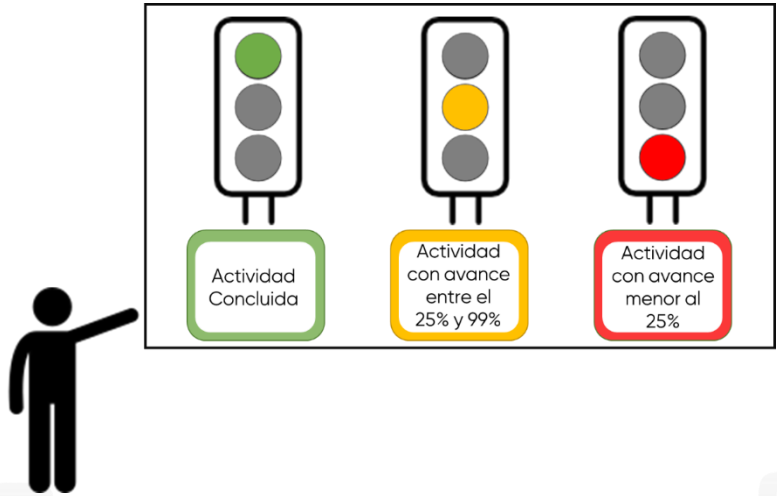 Actividad
Concluida
Actividad
con avance
entre el
25% y 99%
Actividad
con avance
menor al
25%